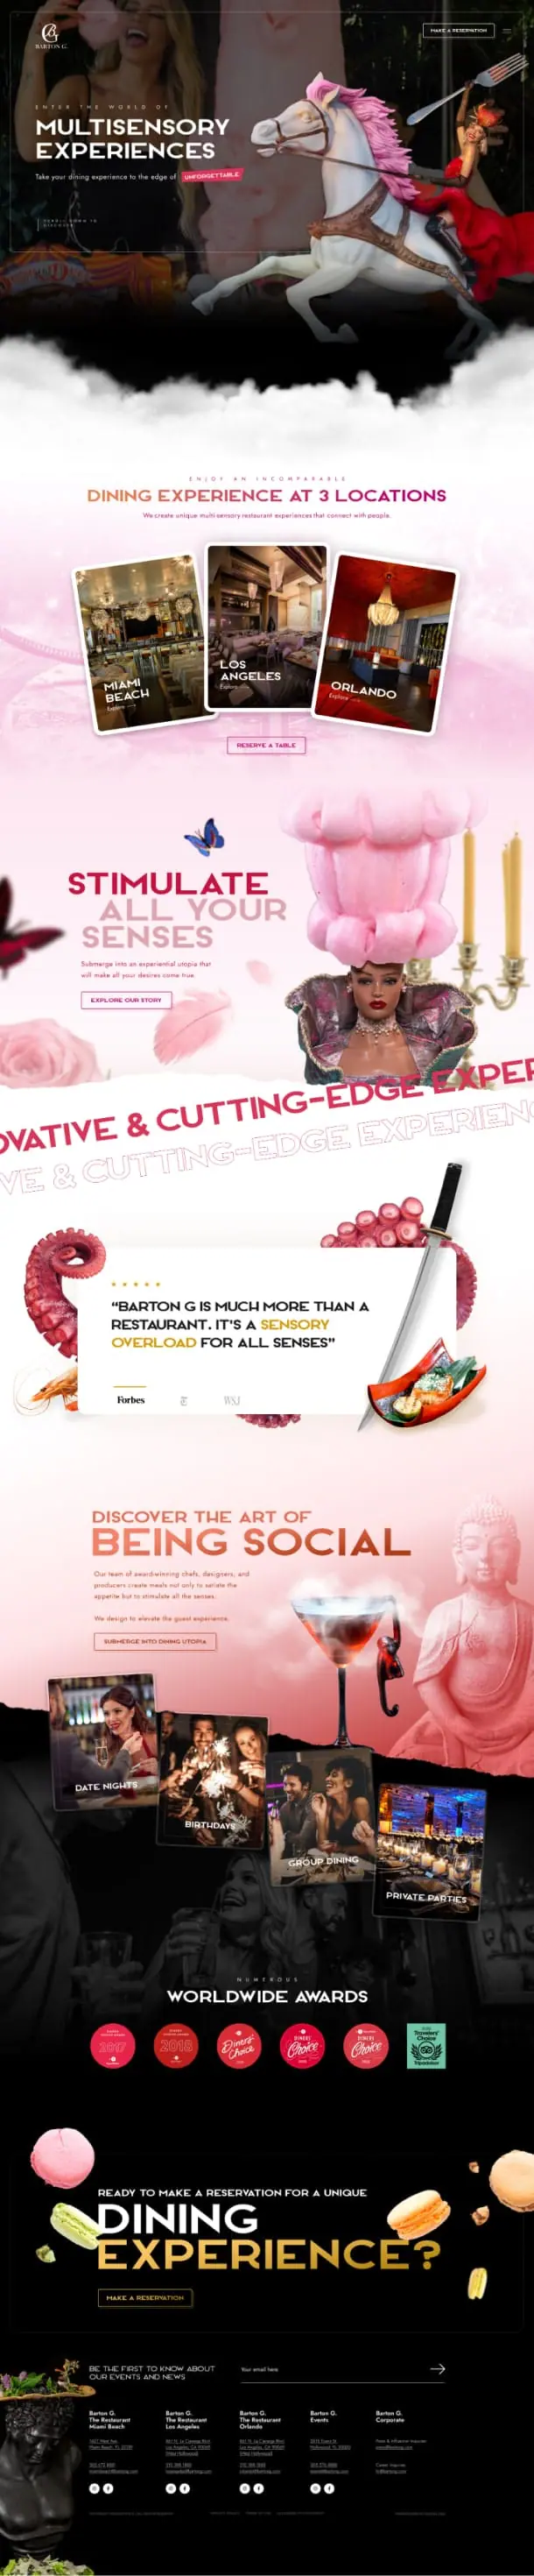 BARTON G.
MAKE A RESERVATION
ENTER THE WORLD OF
MULTISENSORY
EXPERIENCES
Take your dining experience to the edge of UNFORGETTABLE
SCROLL DOWN TO
DISCOVER
ENJOY AN INCOMPARABLE
DINING EXPERIENCE AT 3 LOCATIONS
We create unique multi-sensory restaurant experiences that connect with people.
MIAMI
BEACH
Explore
LOS
ANGELES
Explore
ORLANDO
Explore
RESERVE A TABLE
STIMULATE
ALL YOUR
SENSES
Submerge into an experiential utopia that
will make all your desires come true.
EXPLORE OUR STORY
OVATIVE & CUTTING-EDGE EXPER
VE & CUTTING-EDGE EXPERIEN
“BARTON G IS MUCH MORE THAN A
RESTAURANT. IT'S A SENSORY
OVERLOAD FOR ALL SENSES”
Forbes
T
WSJ
DISCOVER THE ART OF
BEING SOCIAL
Our team of award-winning chefs, designers, and
producers create meals not only to satiate the
appetite but to stimulate all the senses.
We design to elevate the guest experience.
SUBMERGE INTO DINING UTOPIA
DATE NIGHTS
BIRTHDAYS
GROUP DINING
PRIVATE PARTIES
NUMEROUS
WORLDWIDE AWARDS
2017
2018
Diners' Choice
DINERS' Choice
DINERS' Choice
Travelers' Choice
Tripadvisor
READY TO MAKE A RESERVATION FOR A UNIQUE
DINING
EXPERIENCE?
MAKE A RESERVATION
BE THE FIRST TO KNOW ABOUT
OUR EVENTS AND NEWS
Your email here
Barton G.
The Restaurant
Miami Beach
Barton G.
The Restaurant
Los Angeles
Barton G.
The Restaurant
Orlando
Barton G.
Events
Barton G.
Corporate